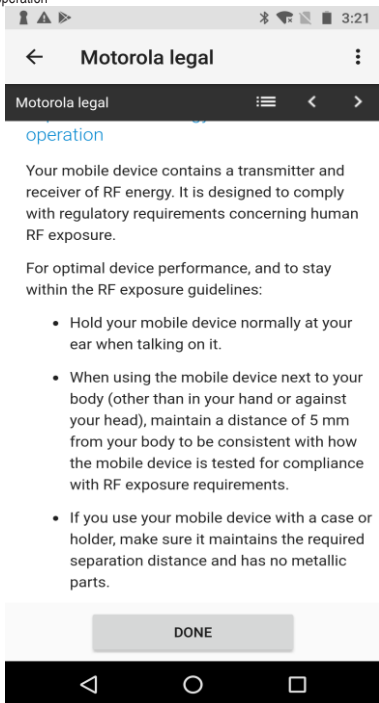 operation
3:21
Motorola legal
Motorola legal
operation
Your mobile device contains a transmitter and
receiver of RF energy. It is designed to comply
with regulatory requirements concerning human
RF exposure.
For optimal device performance, and to stay
within the RF exposure guidelines:
• Hold your mobile device normally at your
ear when talking on it.
• When using the mobile device next to your
body (other than in your hand or against
your head), maintain a distance of 5 mm
from your body to be consistent with how
the mobile device is tested for compliance
with RF exposure requirements.
• If you use your mobile device with a case or
holder, make sure it maintains the required
separation distance and has no metallic
parts.
DONE